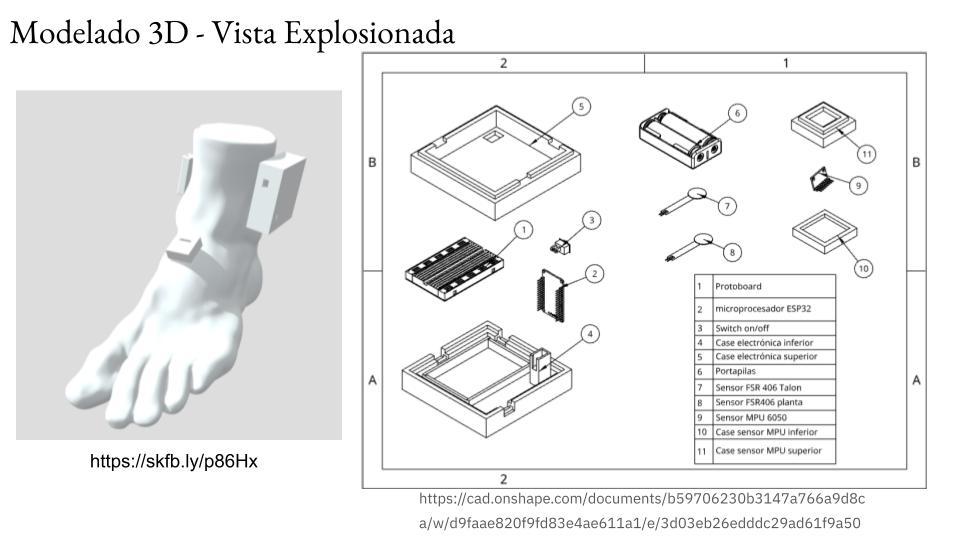 Modelado 3D - Vista Explosionada
2
1
B
B
5
6
11
9
7
3
1
8
2
10
4
A
A
1 Protoboard
2 microprocesador ESP32
3 Switch on/off
4 Case electrónica inferior
5 Case electrónica superior
6 Portapilas
7 Sensor FSR 406 Talon
8 Sensor FSR406 planta
9 Sensor MPU 6050
10 Case sensor MPU inferior
11 Case sensor MPU superior
2
https://skfb.ly/p86Hx
https://cad.onshape.com/documents/b59706230b3147a766a9d8c
a/w/d9faae820f9fd83e4ae611a1/e/3d03eb26edddc29ad61f9a50